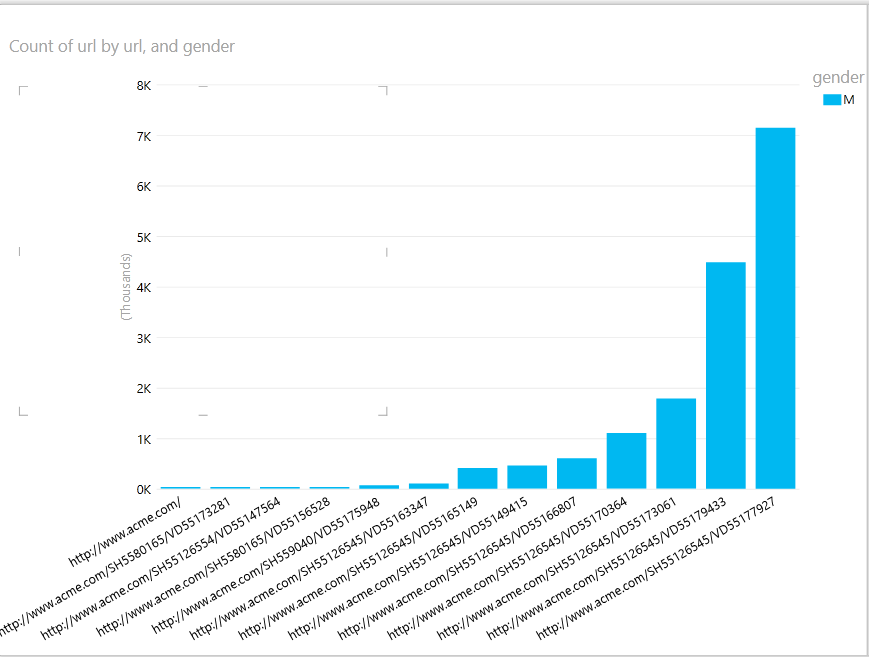 Count of url by url, and gender
gender
M
8K
7K
6K
5K
4K
3K
2K
1K
0K
(Thousands)
http://www.acme.com/
http://www.acme.com/SH5580165/VD55173281
http://www.acme.com/SH55126554/VD55147564
http://www.acme.com/SH5580165/VD55156528
http://www.acme.com/SH559040/VD55175948
http://www.acme.com/SH55126545/VD55163347
http://www.acme.com/SH55126545/VD55165149
http://www.acme.com/SH55126545/VD55149415
http://www.acme.com/SH55126545/VD55166807
http://www.acme.com/SH55126545/VD55170364
http://www.acme.com/SH55126545/VD55173061
http://www.acme.com/SH55126545/VD55179433
http://www.acme.com/SH55126545/VD55177927